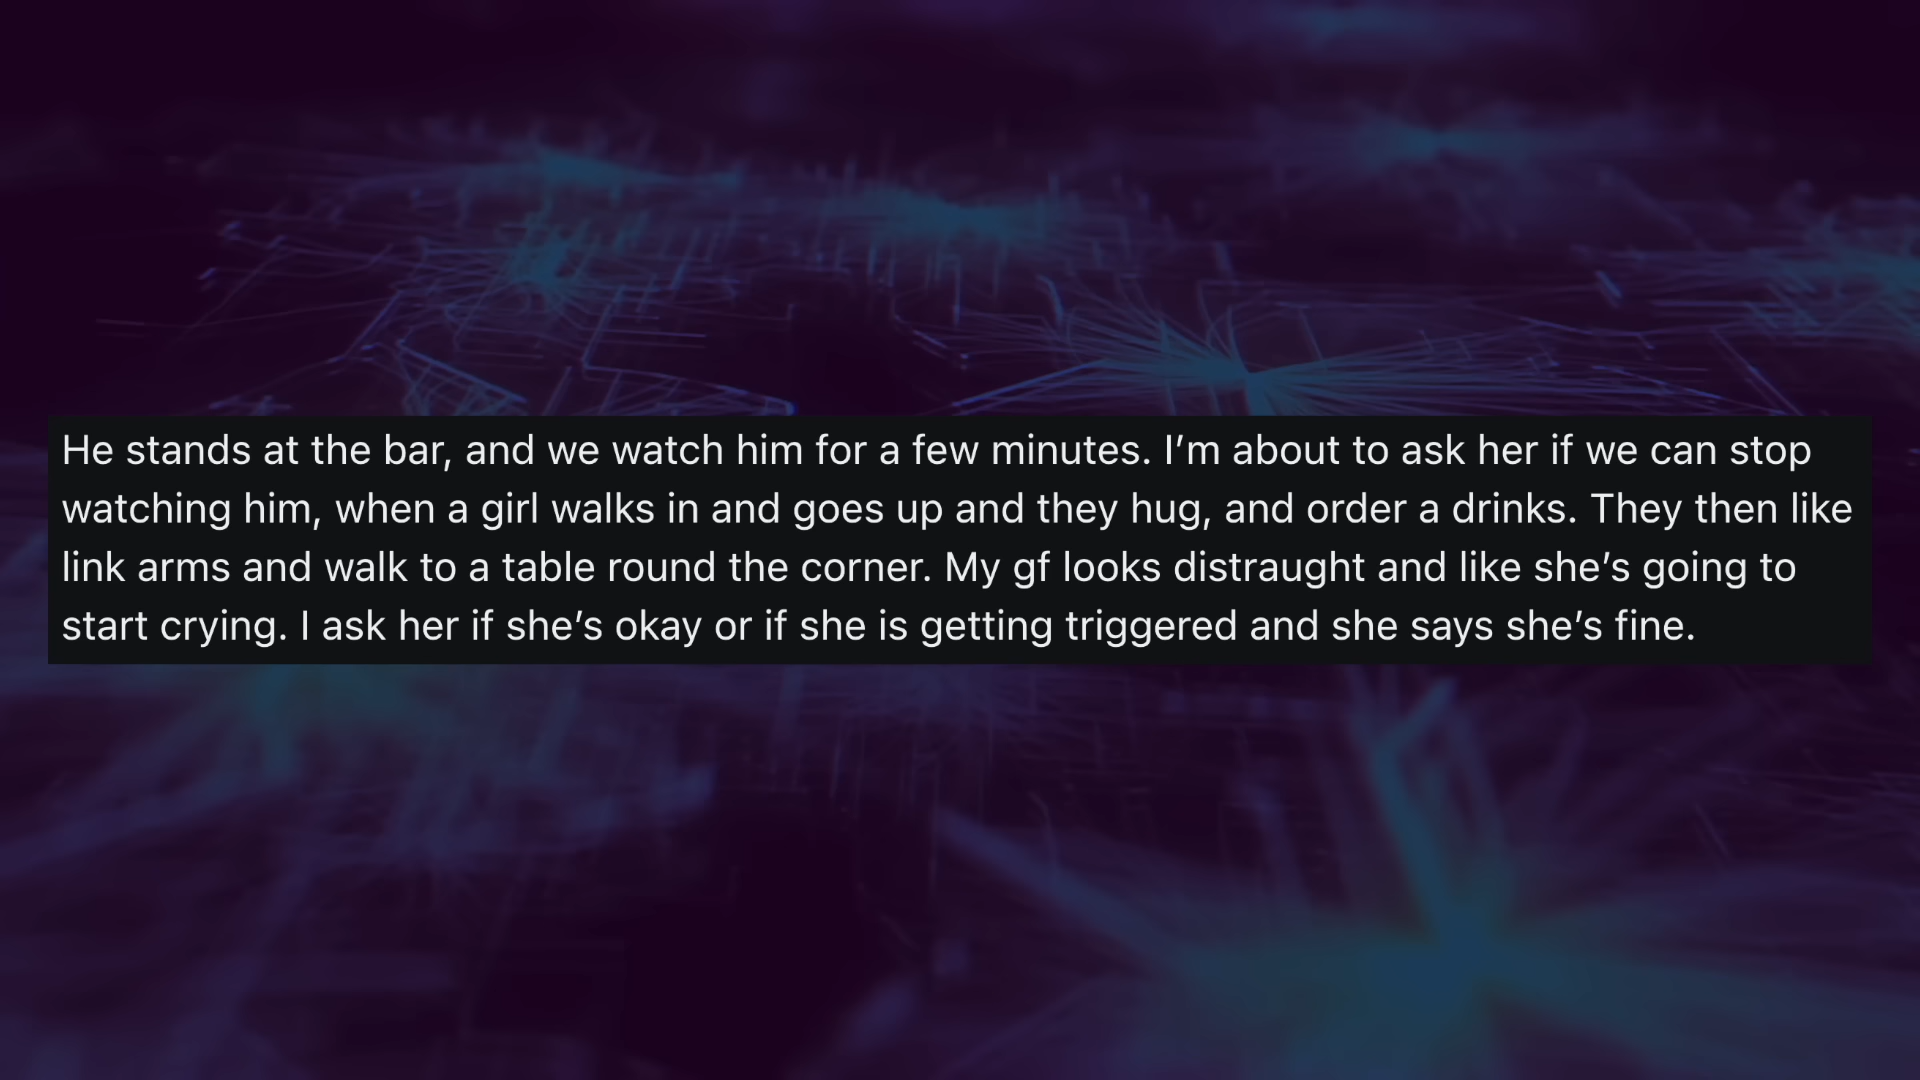 He stands at the bar, and we watch him for a few minutes. I’m about to ask her if we can stop
watching him, when a girl walks in and goes up and they hug, and order a drinks. They then like
link arms and walk to a table round the corner. My gf looks distraught and like she’s going to
start crying. I ask her if she’s okay or if she is getting triggered and she says she’s fine.